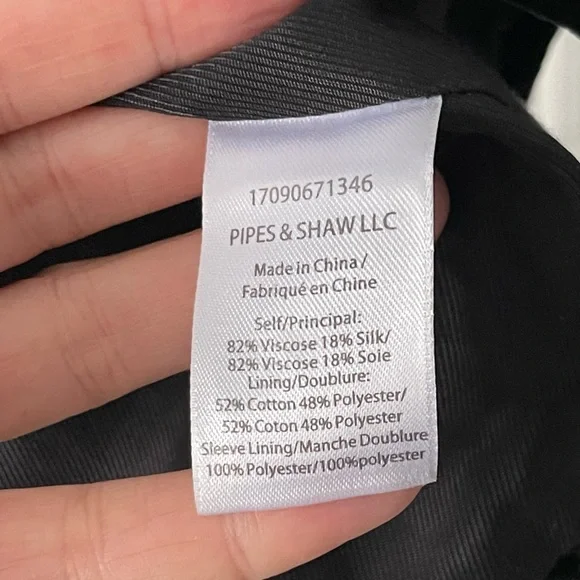 17090671346
PIPES & SHAW LLC
Made in China/
Fabriqué en Chine
Self/Principal:
82% Viscose 18% Silk/
82% Viscose 18% Soie
Lining/Doublure:
52% Cotton 48% Polyester/
52% Coton 48% Polyester
Sleeve Lining/Manche Doublure
100% Polyester/100%polyester